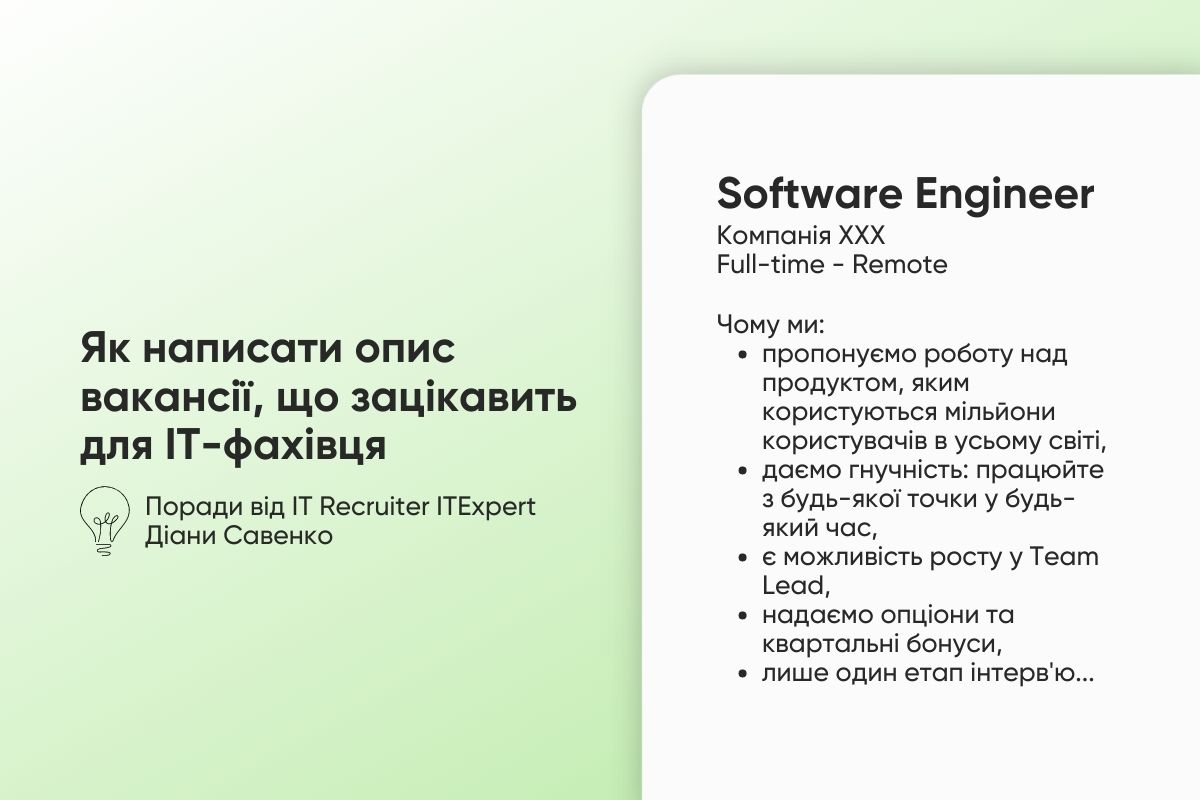 Як написати опис
вакансії, що зацікавить
для ІТ-фахівця
Поради від IT Recruiter ITExpert
Діани Савенко
Software Engineer
Компанія XXX
Full-time - Remote
Чому ми:
• пропонуємо роботу над
продуктом, яким
користуються мільйони
користувачів в усьому світі,
• даємо гнучність: працюйте
з будь-якої точки у будь-
який час,
• є можливість росту у Team
Lead,
• надаємо опціони та
квартальні бонуси,
• лише один етап інтерв'ю...